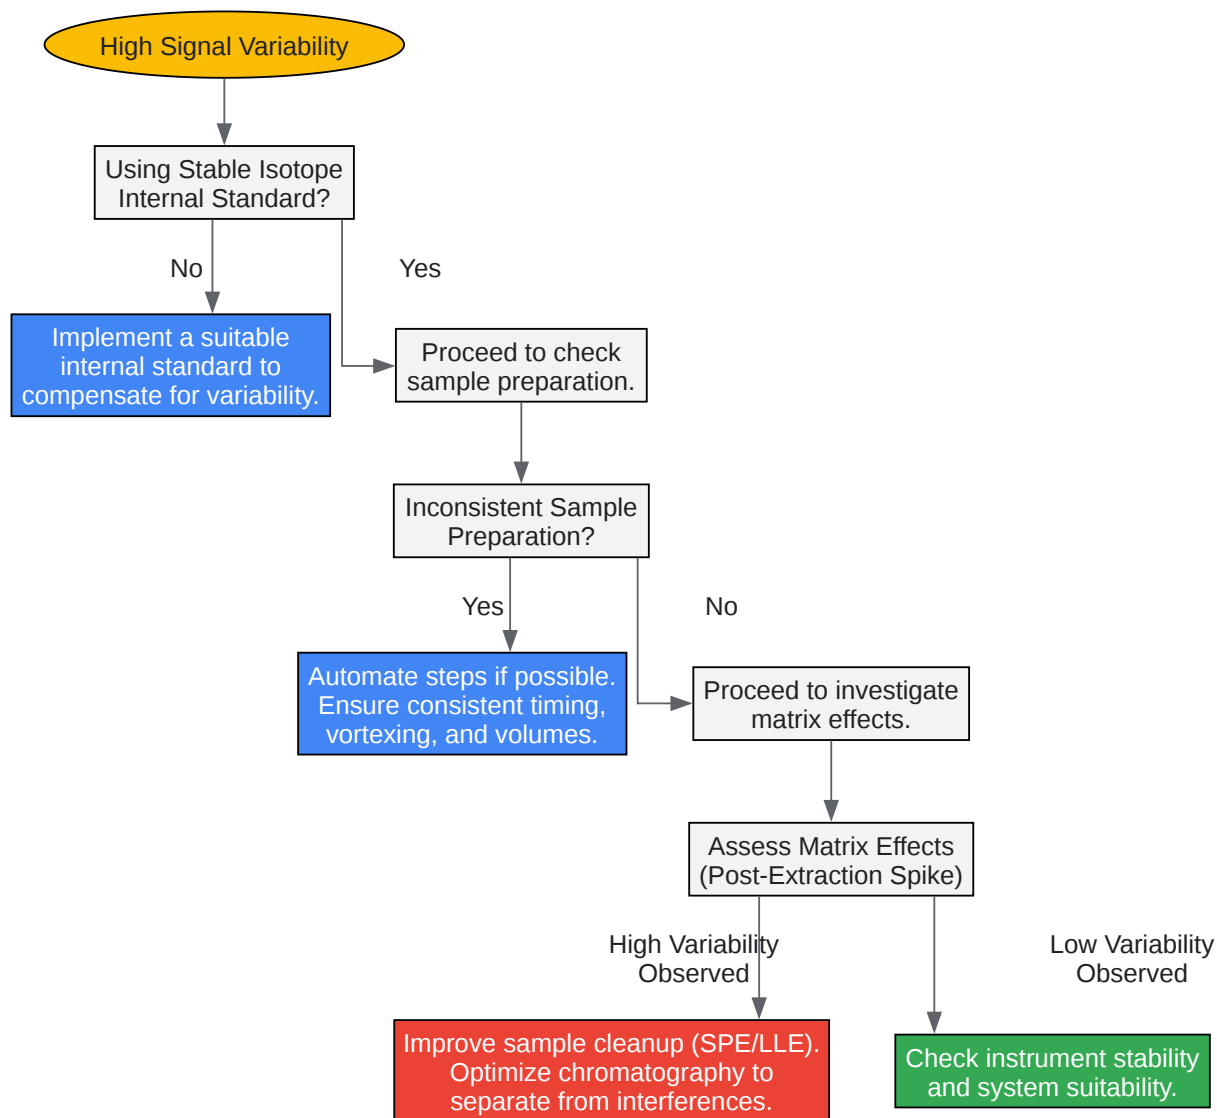 High Signal Variability
Using Stable Isotope
Internal Standard?
No
Yes
Implement a suitable
internal standard to
compensate for variability.
Proceed to check
sample preparation.
Inconsistent Sample
Preparation?
Yes
No
Automate steps if possible.
Ensure consistent timing,
vortexing, and volumes.
Proceed to investigate
matrix effects.
Assess Matrix Effects
(Post-Extraction Spike)
High Variability
Observed
Low Variability
Observed
Improve sample cleanup (SPE/LLE).
Optimize chromatography to
separate from interferences.
Check instrument stability
and system suitability.